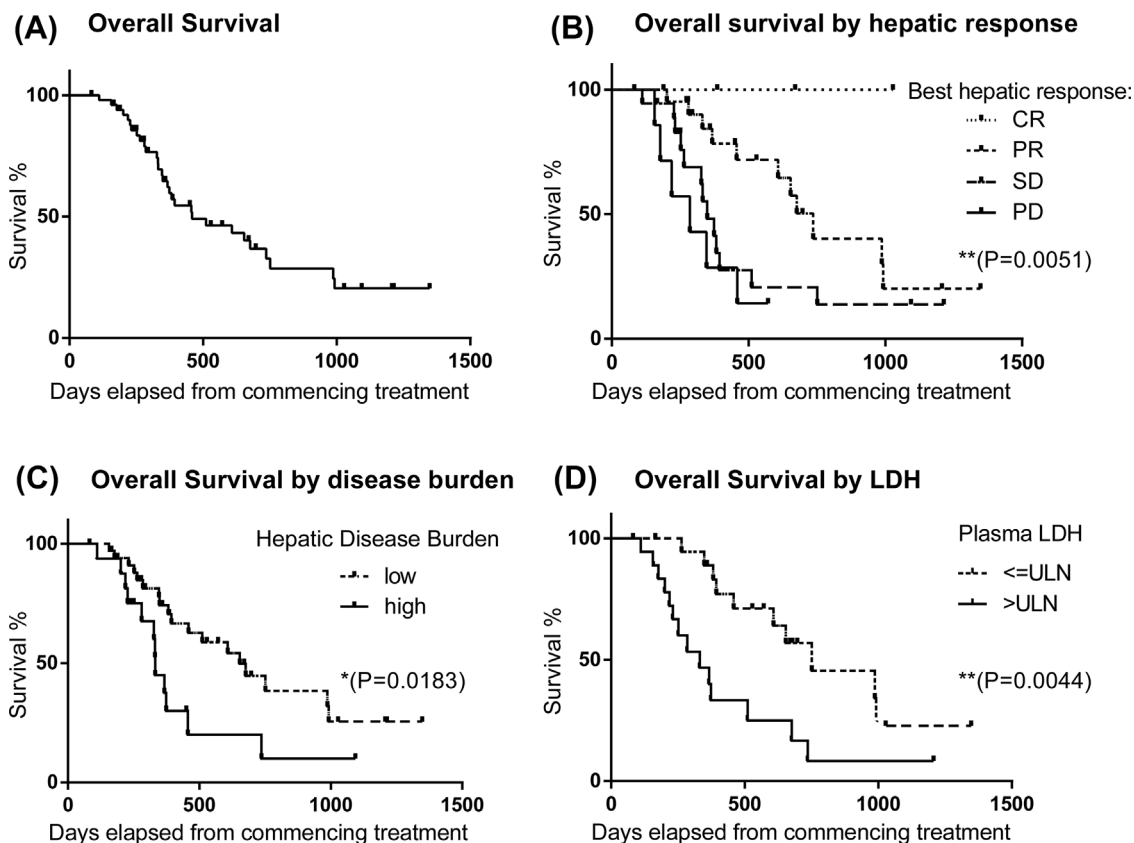 (A) Overall Survival
100
50
0
Survival %
0 500 1000 1500
Days elapsed from commencing treatment
(B) Overall survival by hepatic response
100
50
0
Survival %
Best hepatic response:
CR
PR
SD
PD
**(P=0.0051)
0 500 1000 1500
Days elapsed from commencing treatment
(C) Overall Survival by disease burden
100
50
0
Survival %
Hepatic Disease Burden
low
high
*(P=0.0183)
0 500 1000 1500
Days elapsed from commencing treatment
(D) Overall Survival by LDH
100
50
0
Survival %
Plasma LDH
<=ULN
>ULN
**(P=0.0044)
0 500 1000 1500
Days elapsed from commencing treatment